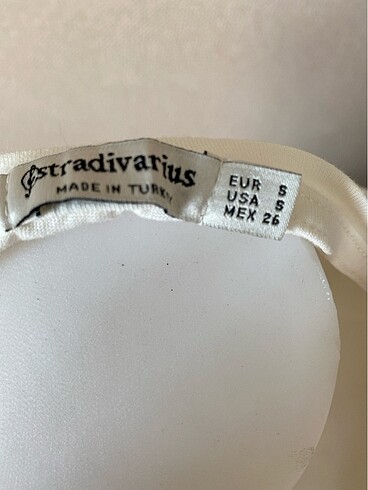 stradivarius
MADE IN TURKEY
EUR S
USA S
MEX 26